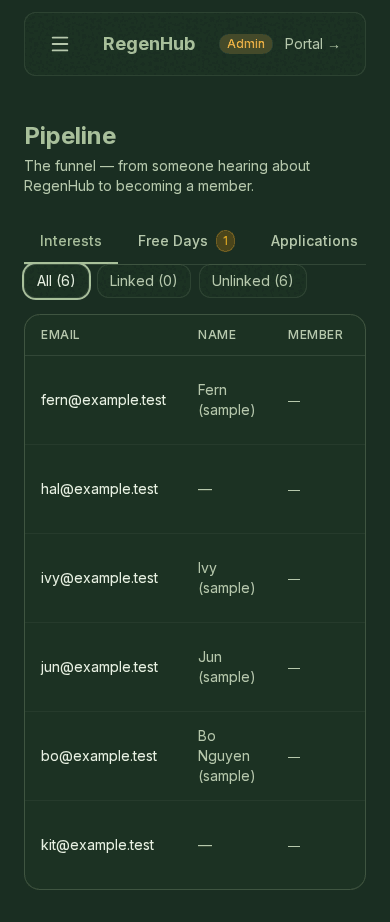 RegenHub Admin Portal →
Pipeline
The funnel — from someone hearing about
RegenHub to becoming a member.
Interests Free Days 1 Applications
All (6) Linked (0) Unlinked (6)
EMAIL NAME MEMBER
fern@example.test Fern (sample) —
hal@example.test — —
ivy@example.test Ivy (sample) —
jun@example.test Jun (sample) —
bo@example.test Bo Nguyen (sample) —
kit@example.test — —